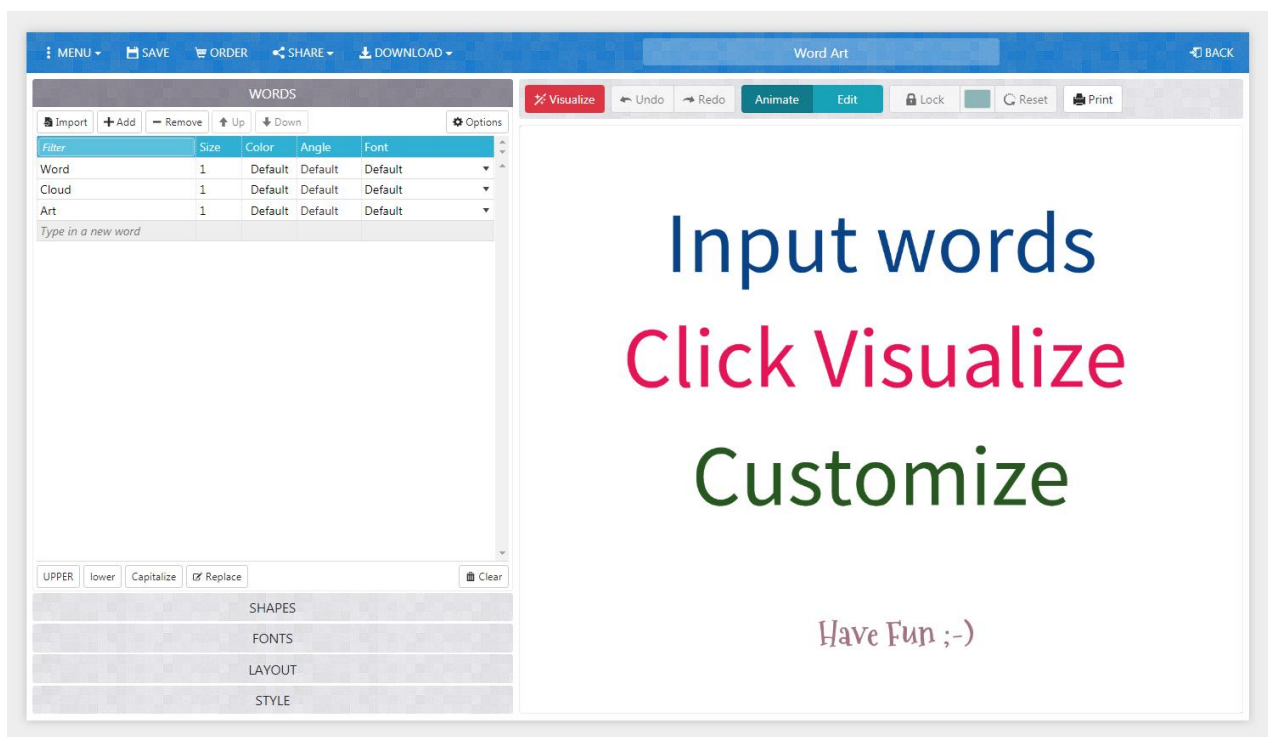 MENU SAVE ORDER SHARE DOWNLOAD Word Art BACK
WORDS
Visualize Undo Redo Animate Edit Lock Reset Print
Import Add Remove Up Down Options
Filter Size Color Angle Font
Word 1 Default Default Default
Cloud 1 Default Default Default
Art 1 Default Default Default
Type in a new word
Input words
Click Visualize
Customize
Have Fun ;-)
UPPER lower Capitalize Replace Clear
SHAPES
FONTS
LAYOUT
STYLE